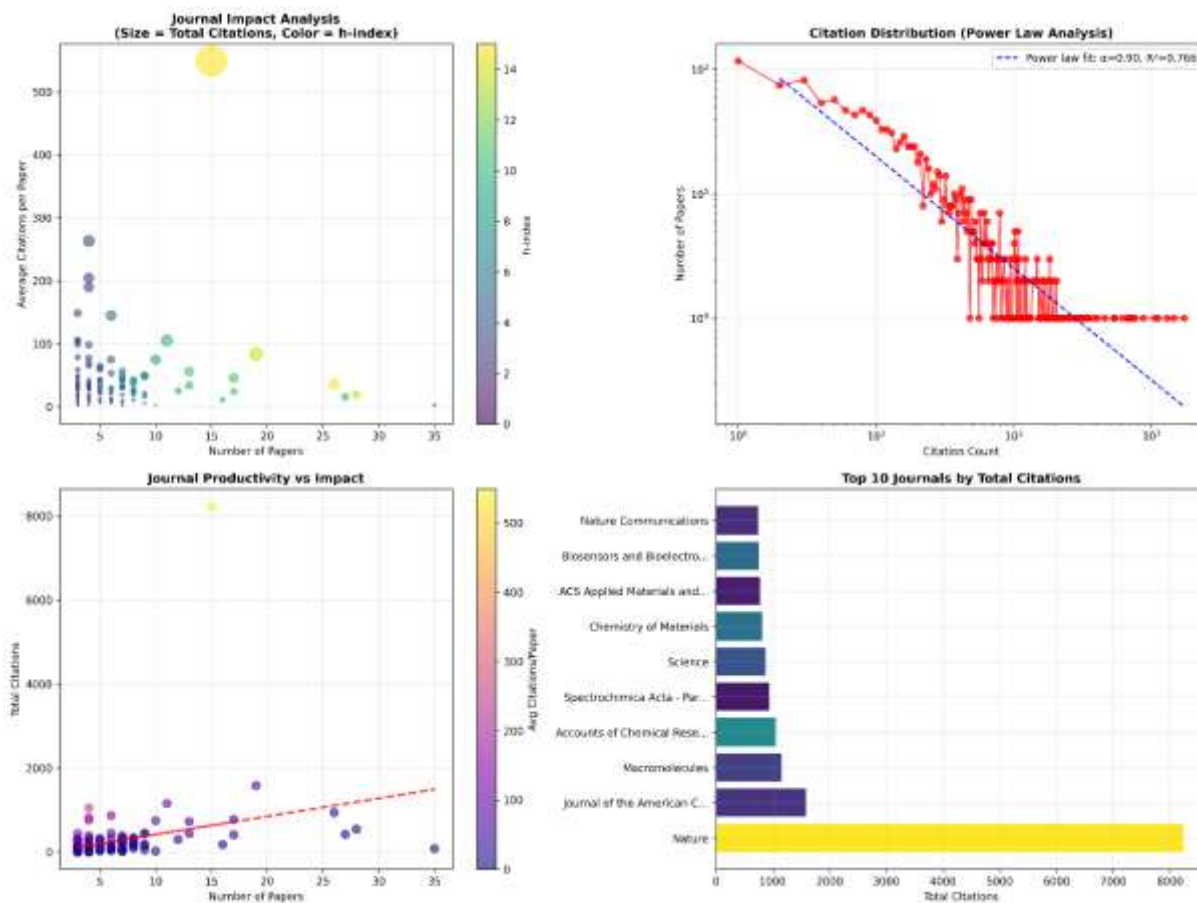 Journal Impact Analysis
(Size = Total Citations, Color = h-index)
Average Citations per Paper
500
400
300
200
100
0
5 10 15 20 25 30 35
Number of Papers
14
12
10
8
6
4
2
0
h-index
Citation Distribution (Power Law Analysis)
Power law fit: α=0.90, R²=0.766
Number of Papers
Citation Count
Journal Productivity vs Impact
Total Citations
8000
6000
4000
2000
0
5 10 15 20 25 30 35
Number of Papers
500
400
300
200
100
0
Avg Citations/Paper
Top 10 Journals by Total Citations
Nature Communications
Biosensors and Bioelectro...
ACS Applied Materials and...
Chemistry of Materials
Science
Spectrochimica Acta - Par...
Accounts of Chemical Rese...
Macromolecules
Journal of the American C...
Nature
0 1000 2000 3000 4000 5000 6000 7000 8000
Total Citations